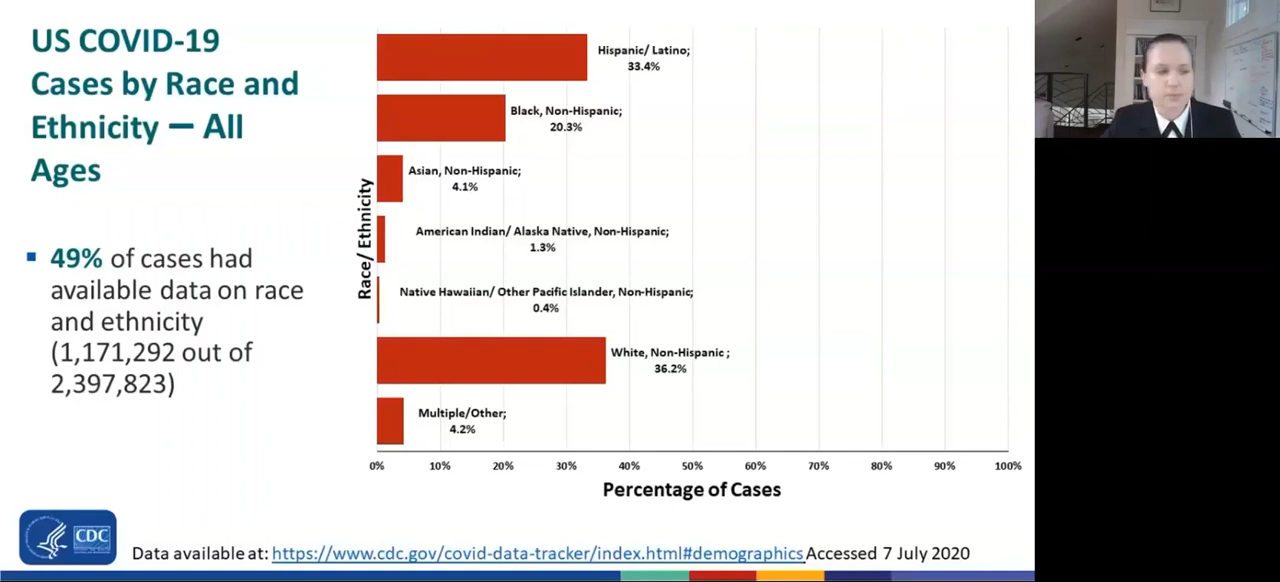 US COVID-19
Cases by Race and
Ethnicity — All
Ages
▪ 49% of cases had
available data on race
and ethnicity
(1,171,292 out of
2,397,823)
Race/ Ethnicity
Hispanic/ Latino;
33.4%
Black, Non-Hispanic;
20.3%
Asian, Non-Hispanic;
4.1%
American Indian/ Alaska Native, Non-Hispanic;
1.3%
Native Hawaiian/ Other Pacific Islander, Non-Hispanic;
0.4%
White, Non-Hispanic ;
36.2%
Multiple/Other;
4.2%
0% 10% 20% 30% 40% 50% 60% 70% 80% 90% 100%
Percentage of Cases
CDC
Data available at: https://www.cdc.gov/covid-data-tracker/index.html#demographics Accessed 7 July 2020